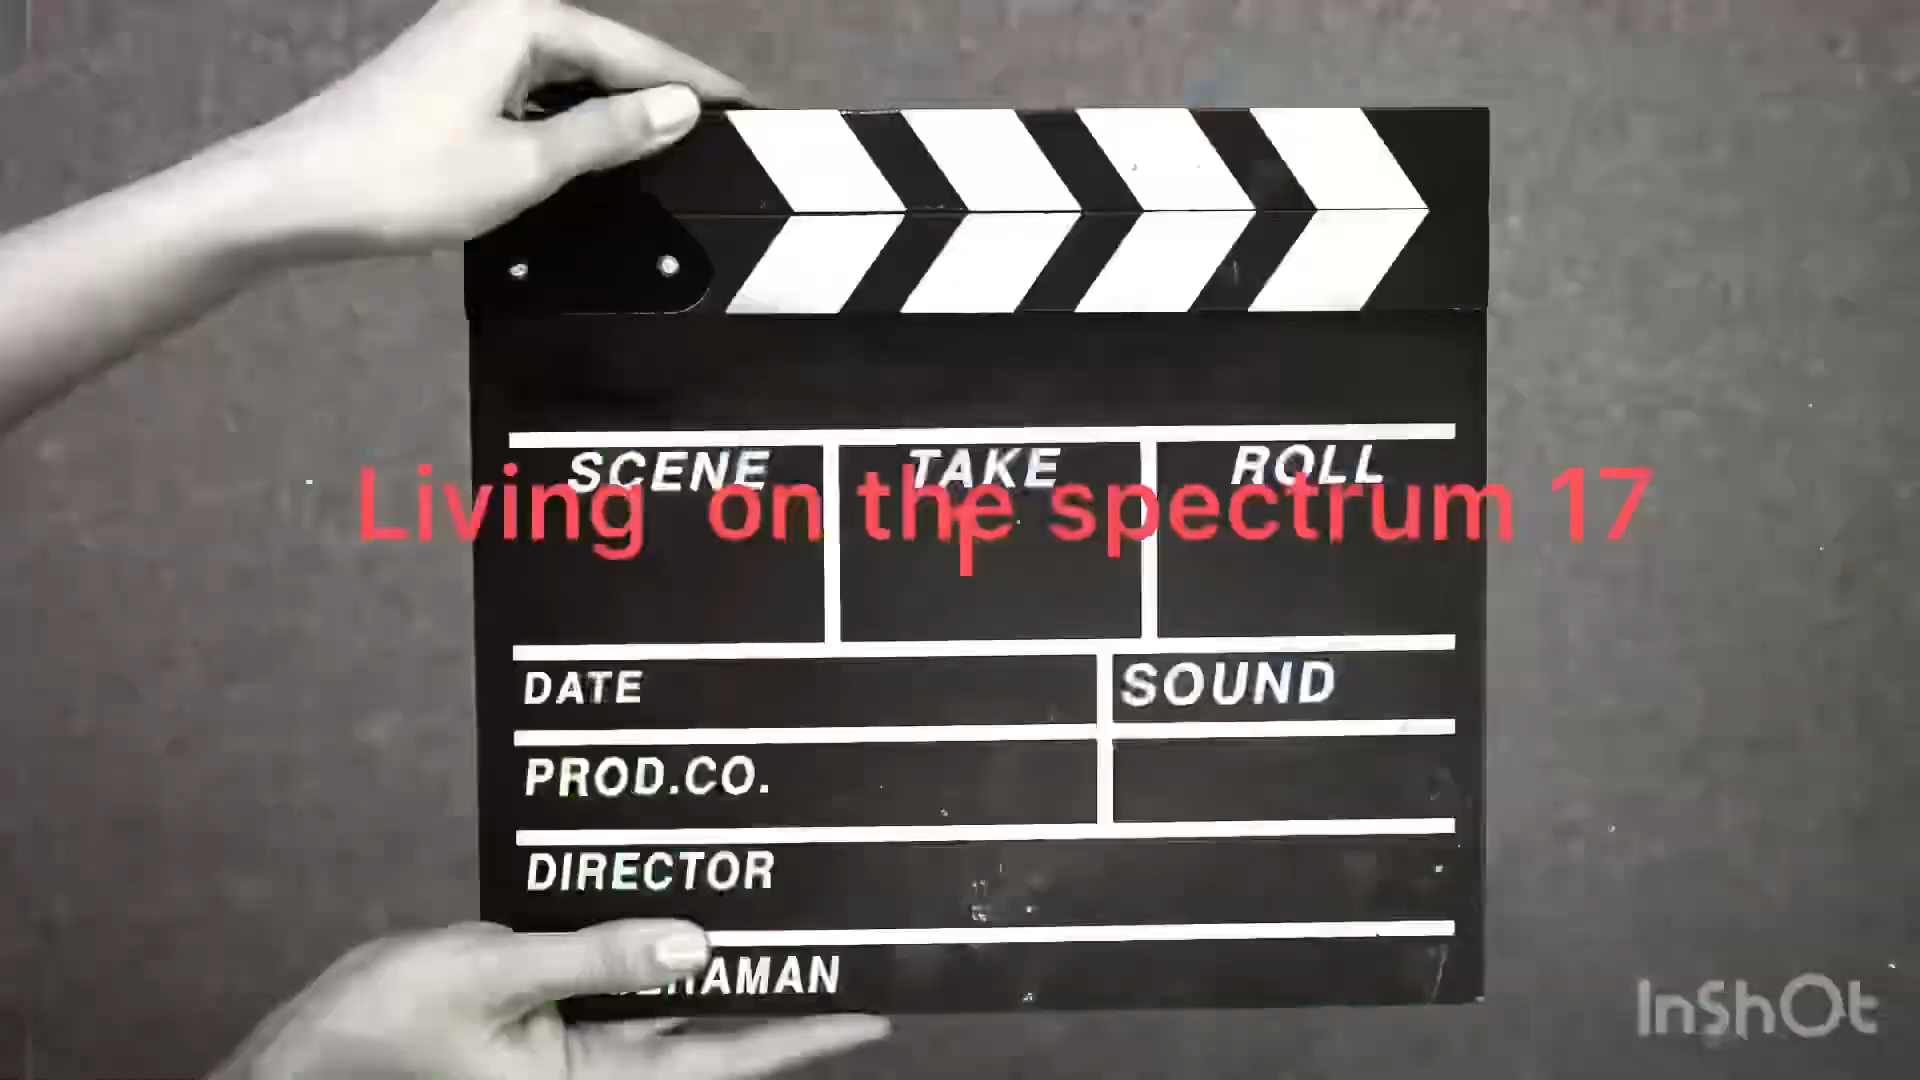 SCENE TAKE ROLL
Living on the spectrum 17
DATE SOUND
PROD.CO.
DIRECTOR
InShOt